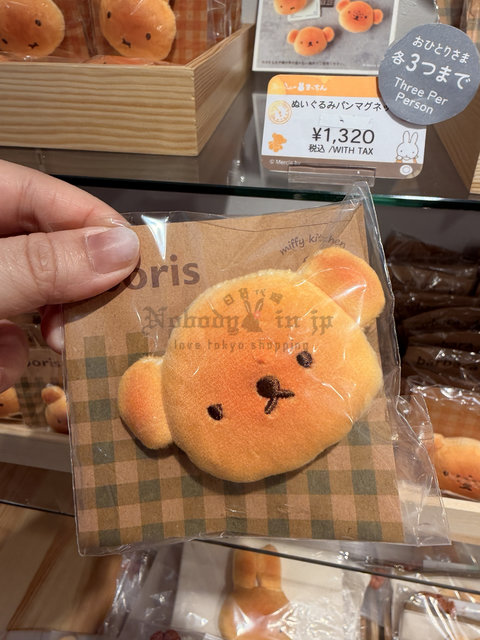 おひとりさま
各3つまで
Three Per
Person
ぬいぐるみパンマグネッ
¥1,320
税込 /WITH TAX
miffy kitchen
boris
Nobody in jp
love tokyo shopping
boris